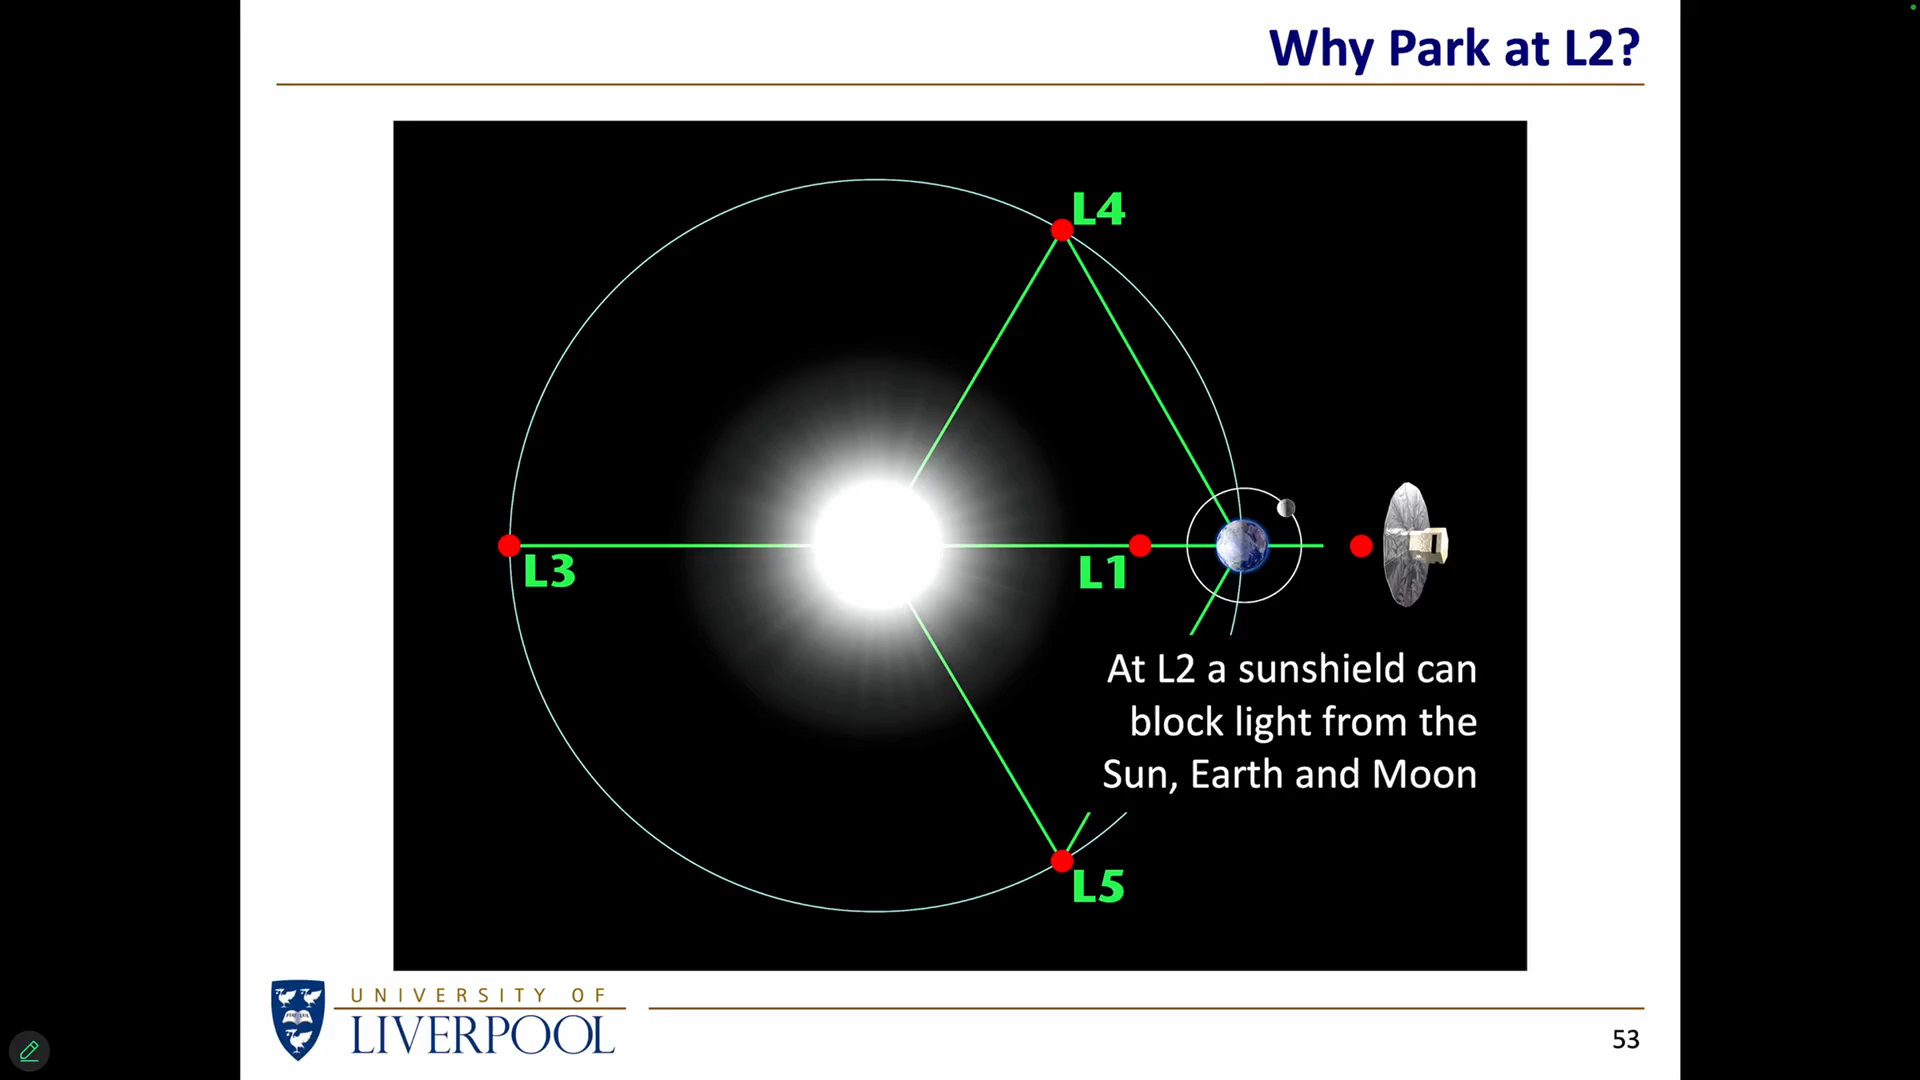 Why Park at L2?
L4
L3
L1
At L2 a sunshield can
block light from the
Sun, Earth and Moon
L5
UNIVERSITY OF
LIVERPOOL
53